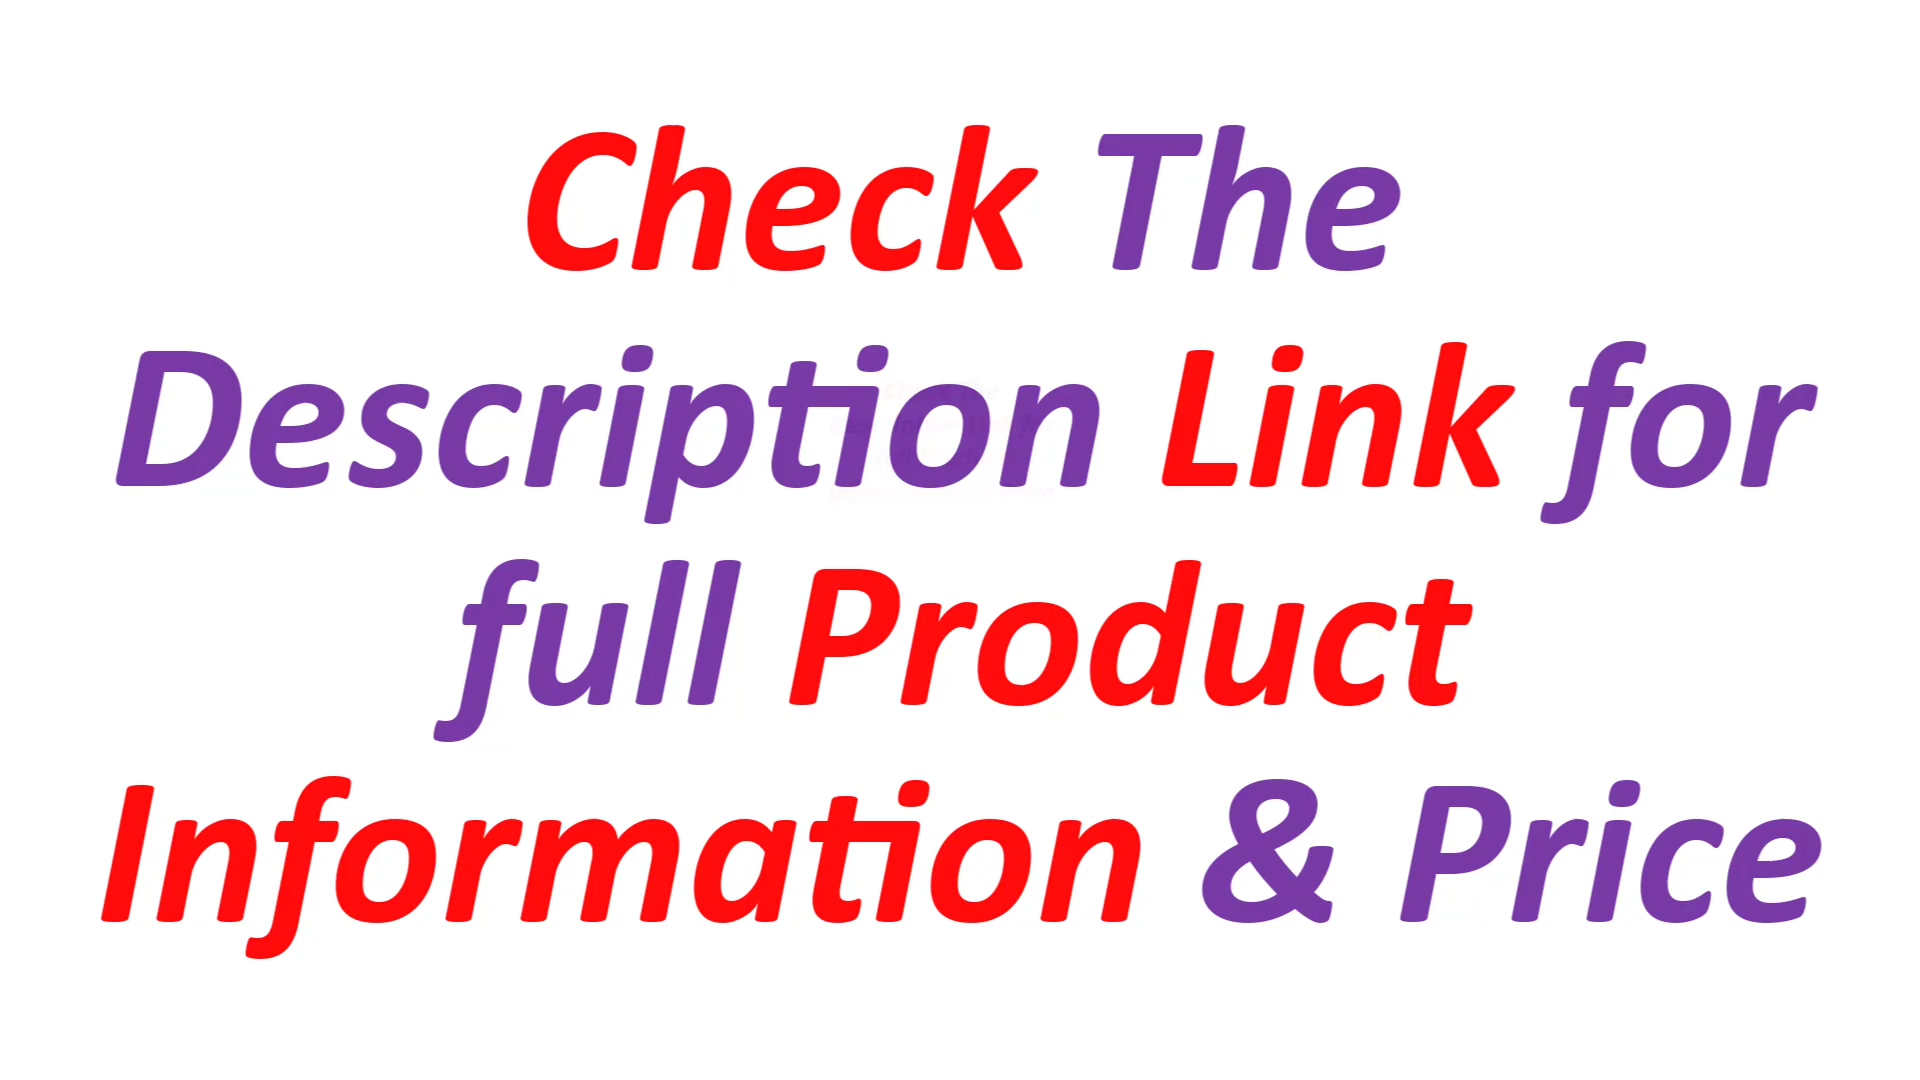 Check The
Description Link for
full Product
Information & Price